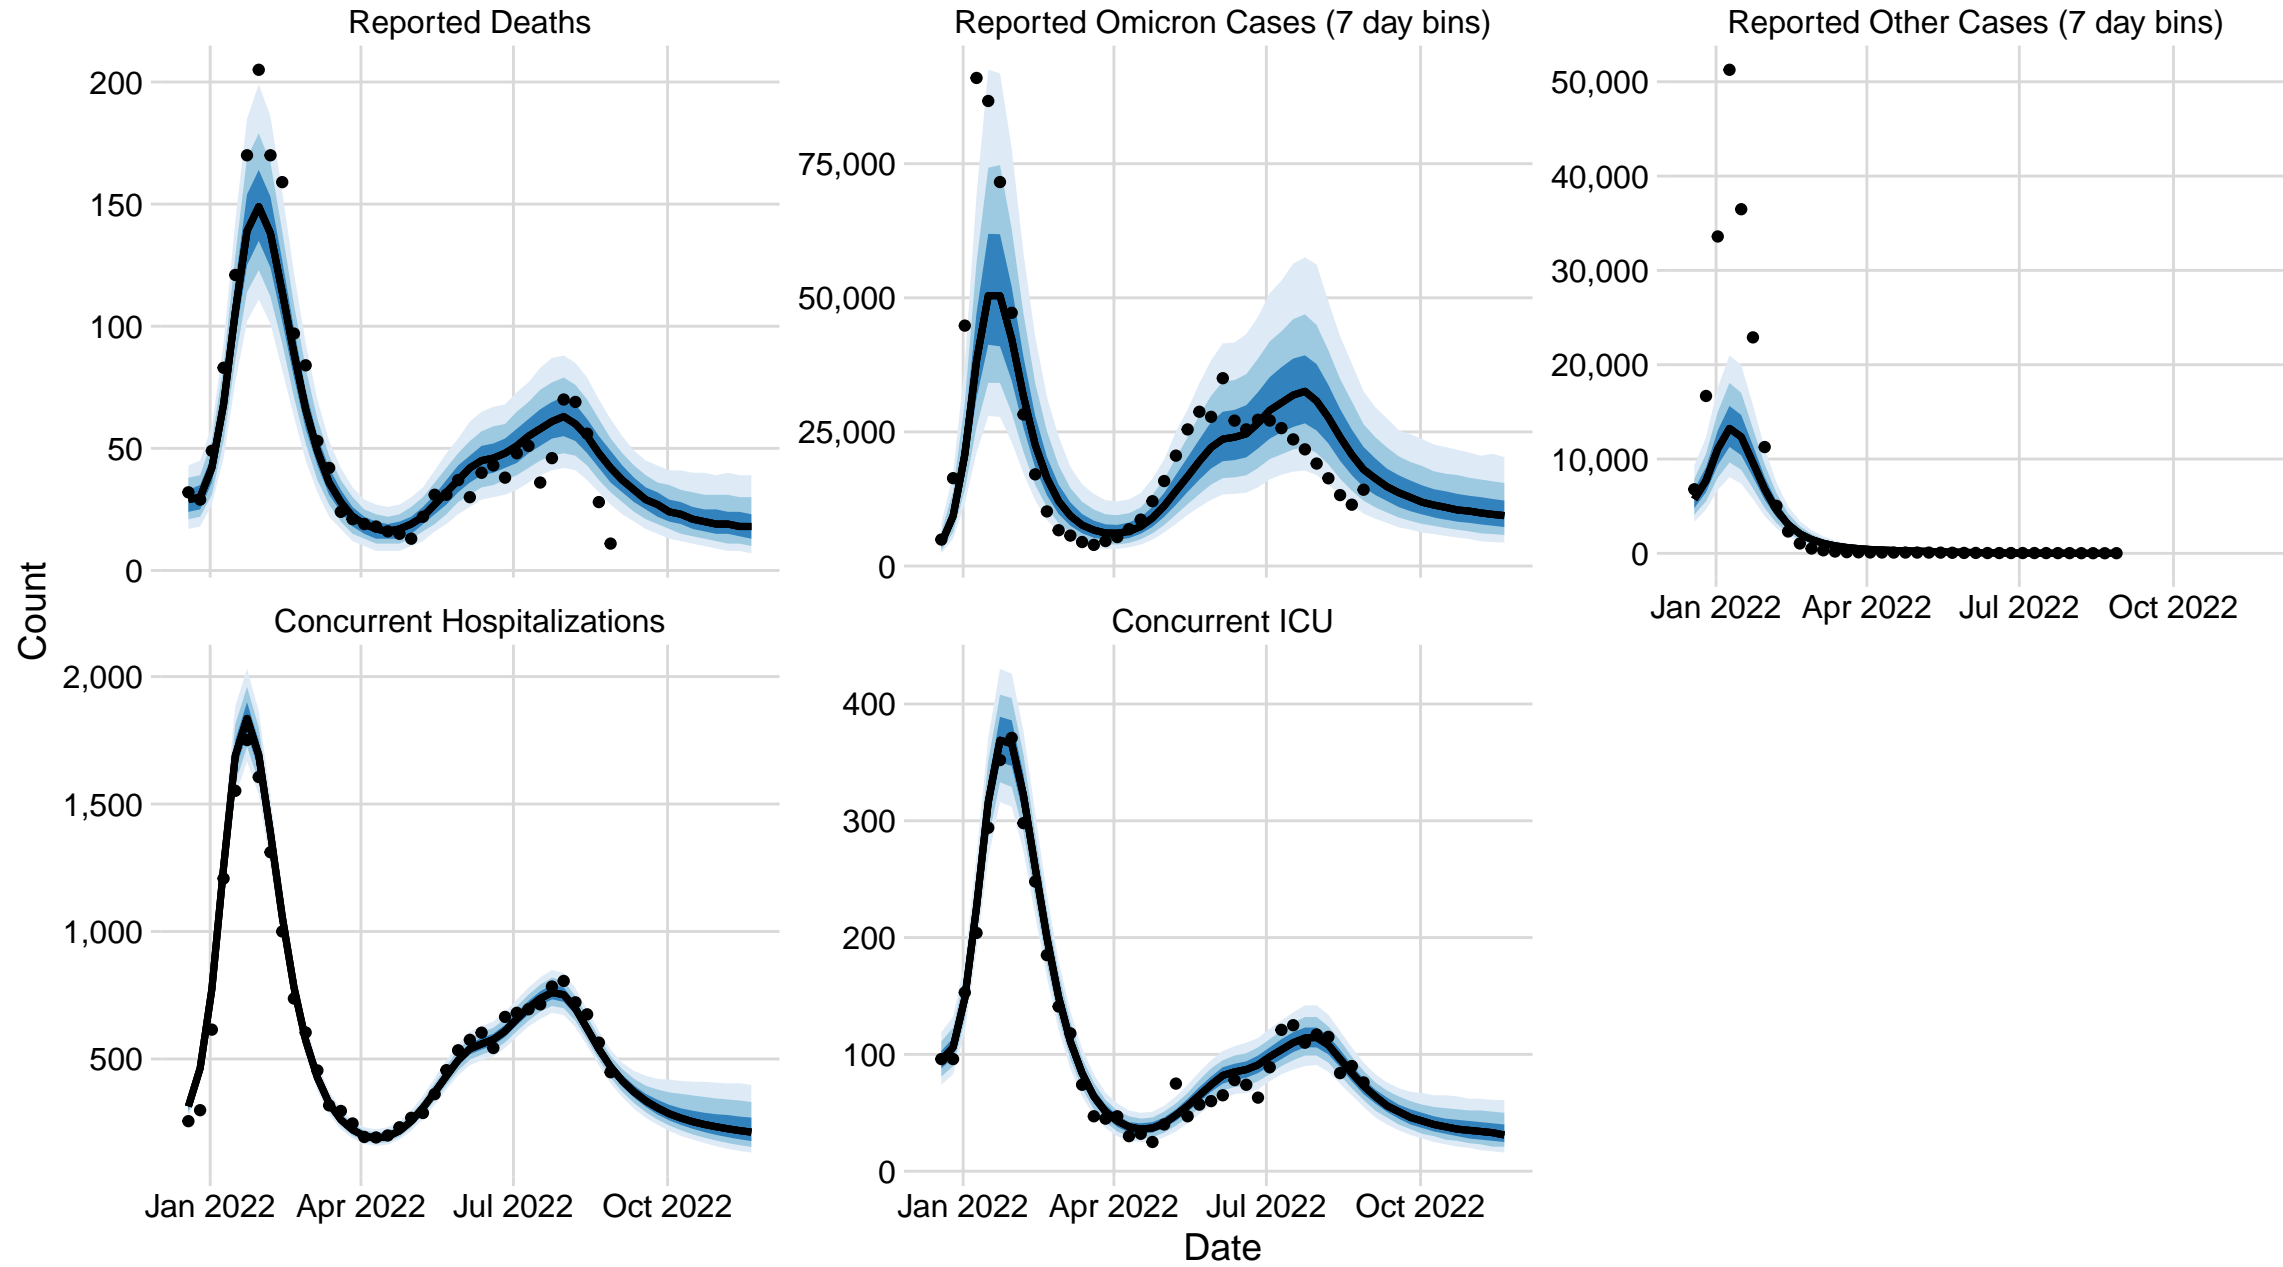 Reported Deaths
Reported Omicron Cases (7 day bins)
Reported Other Cases (7 day bins)
200
150
100
50
0
75,000
50,000
25,000
0
50,000
40,000
30,000
20,000
10,000
0
Jan 2022 Apr 2022 Jul 2022 Oct 2022
Count
Concurrent Hospitalizations
Concurrent ICU
2,000
1,500
1,000
500
400
300
200
100
0
Jan 2022 Apr 2022 Jul 2022 Oct 2022
Jan 2022 Apr 2022 Jul 2022 Oct 2022
Date